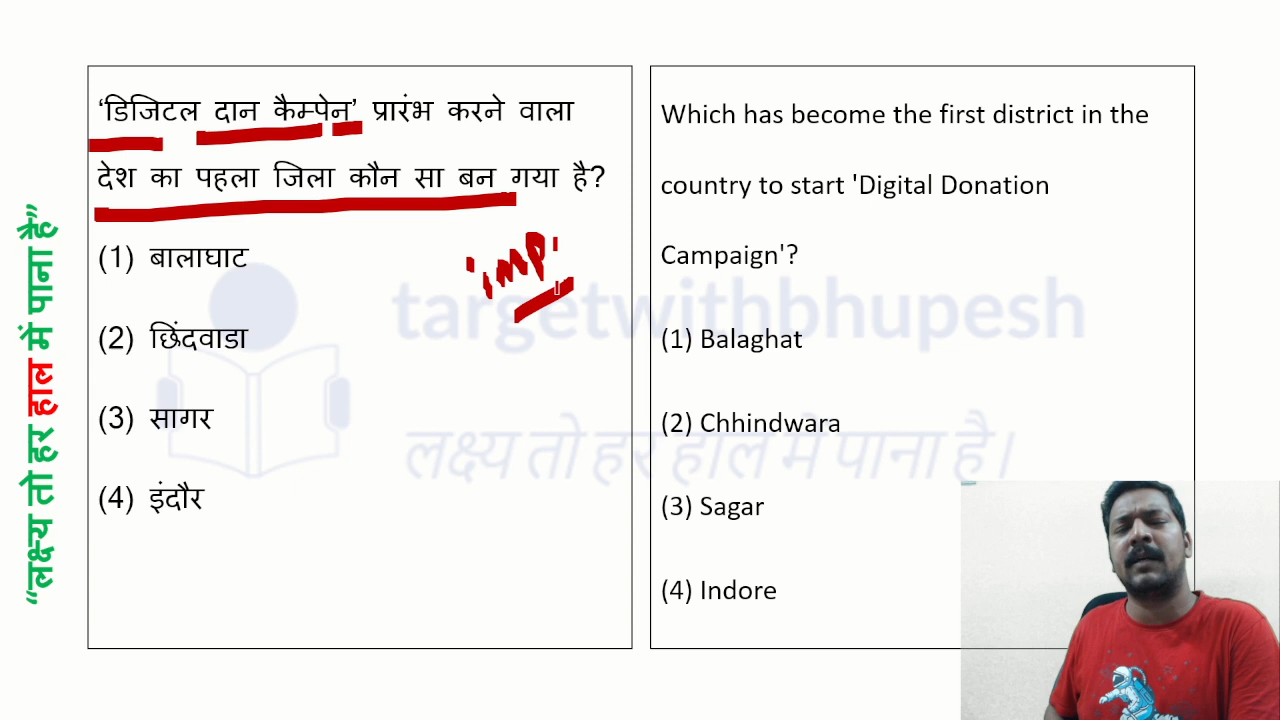 “लक्ष्य तो हर हाल में पाना है”
‘डिजिटल दान कैम्पेन’ प्रारंभ करने वाला
देश का पहला जिला कौन सा बन गया है?
(1) बालाघाट
(2) छिंदवाडा
(3) सागर
(4) इंदौर
'imp'
Which has become the first district in the
country to start 'Digital Donation
Campaign'?
(1) Balaghat
(2) Chhindwara
(3) Sagar
(4) Indore
targetwithbhupesh
लक्ष्य तो हर हाल में पाना है।